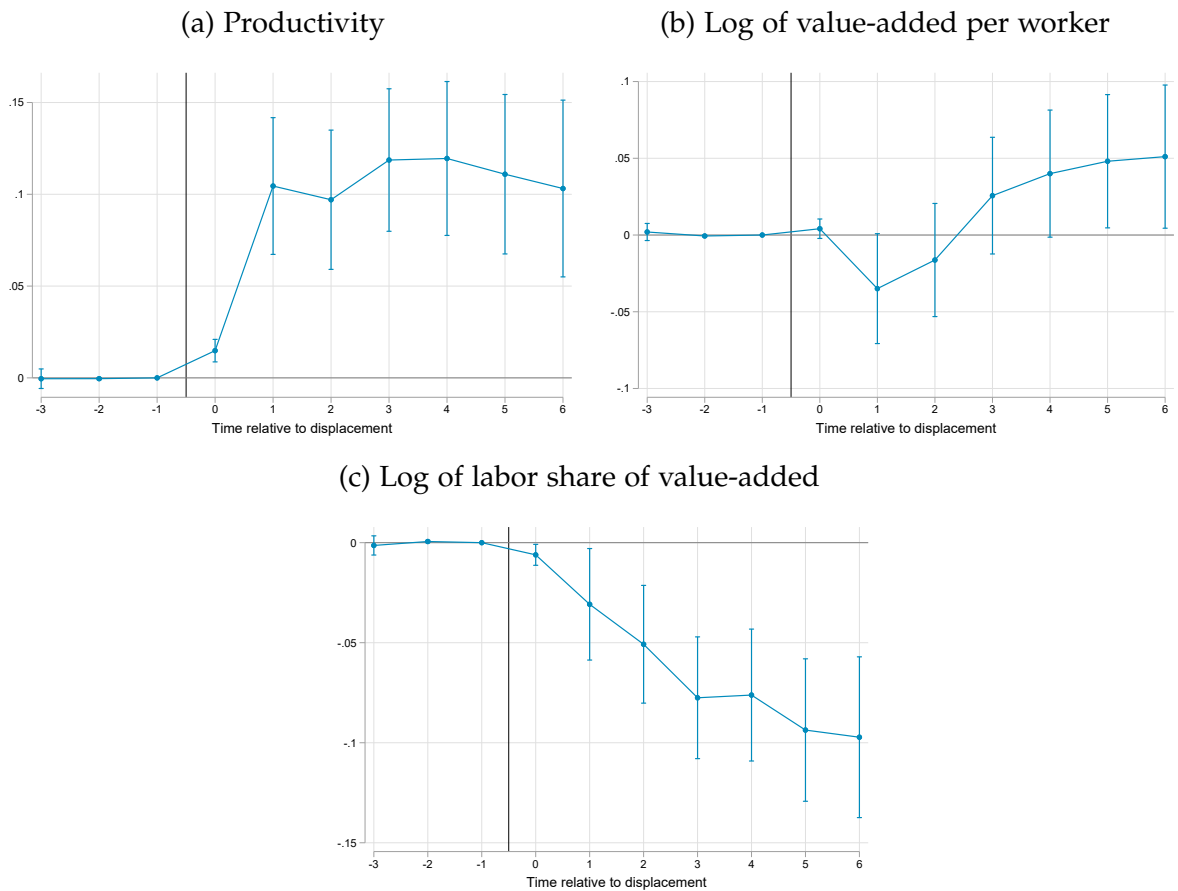 (a) Productivity
.15
.1
.05
0
-3 -2 -1 0 1 2 3 4 5 6
Time relative to displacement
(b) Log of value-added per worker
.1
.05
0
-.05
-.1
-3 -2 -1 0 1 2 3 4 5 6
Time relative to displacement
(c) Log of labor share of value-added
0
-.05
-.1
-.15
-3 -2 -1 0 1 2 3 4 5 6
Time relative to displacement